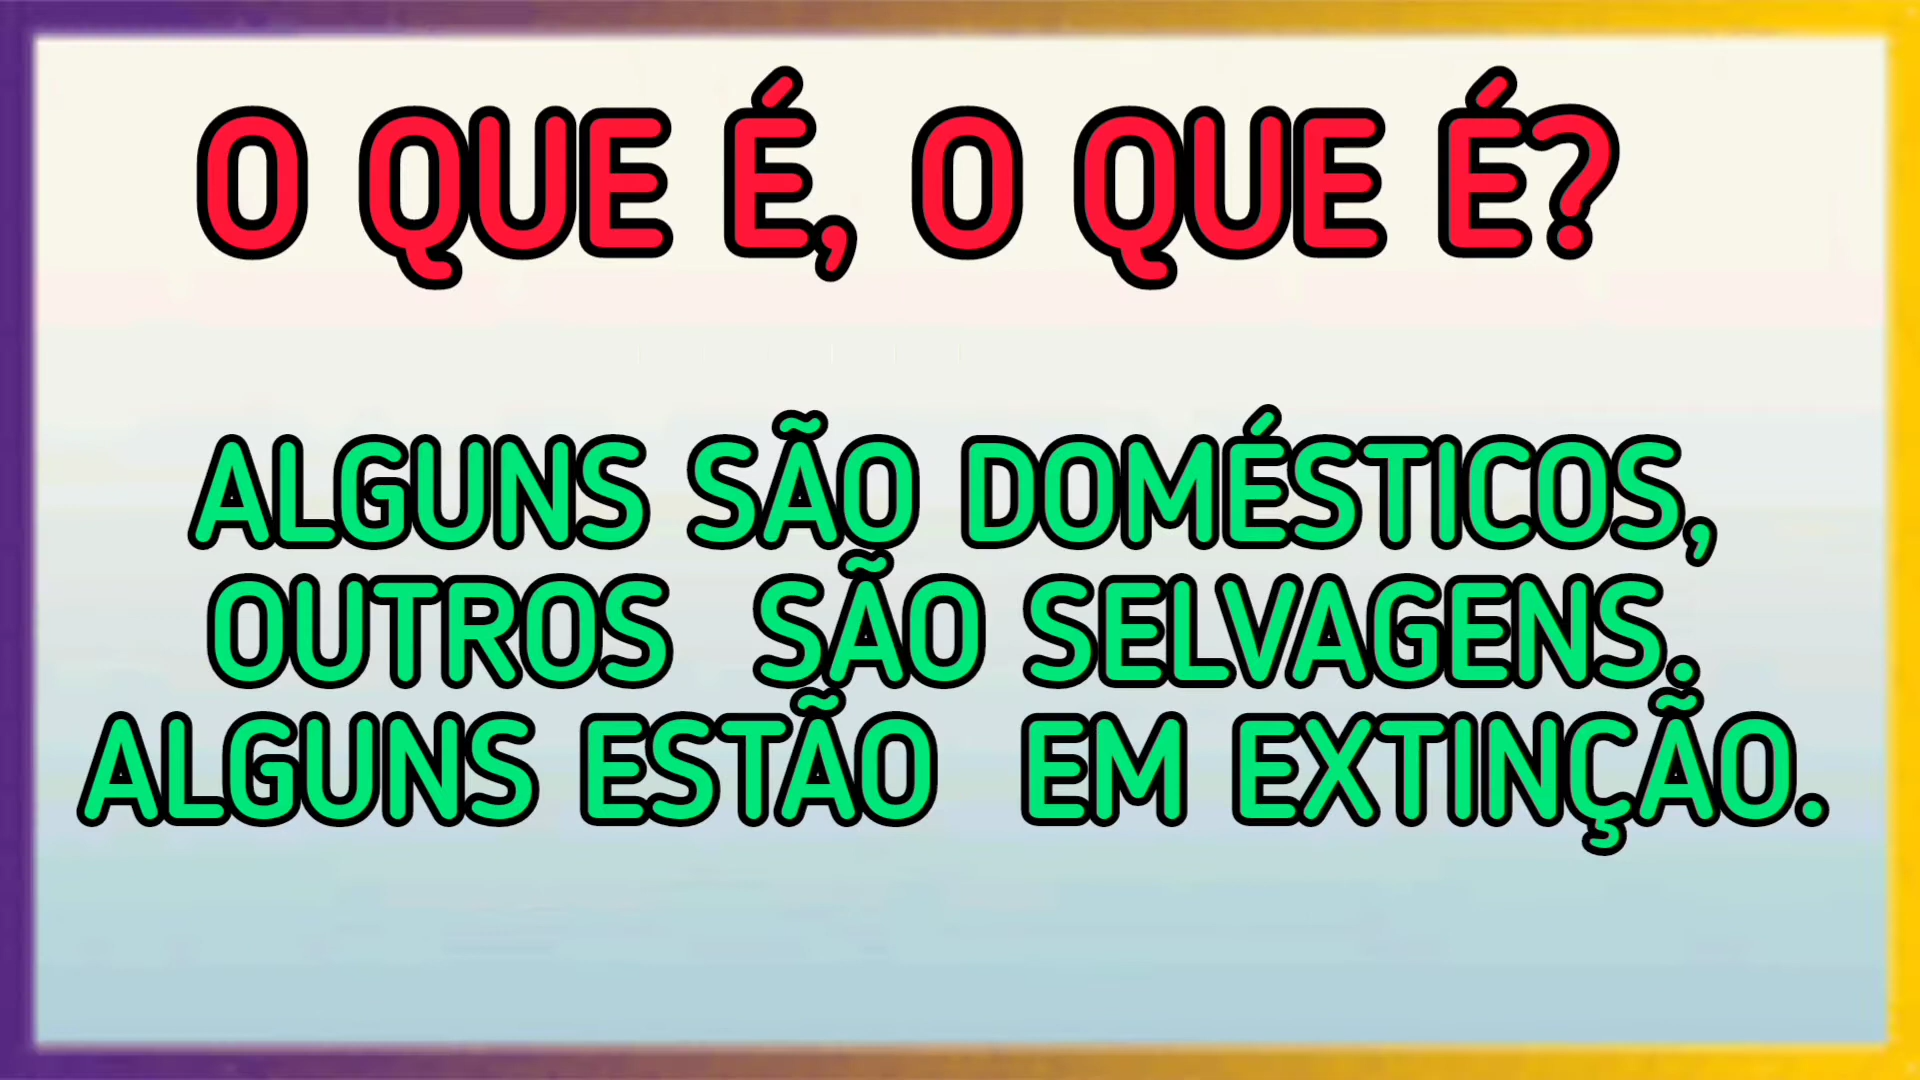 O QUE É, O QUE É?
ALGUNS SÃO DOMÉSTICOS,
OUTROS SÃO SELVAGENS.
ALGUNS ESTÃO EM EXTINÇÃO.